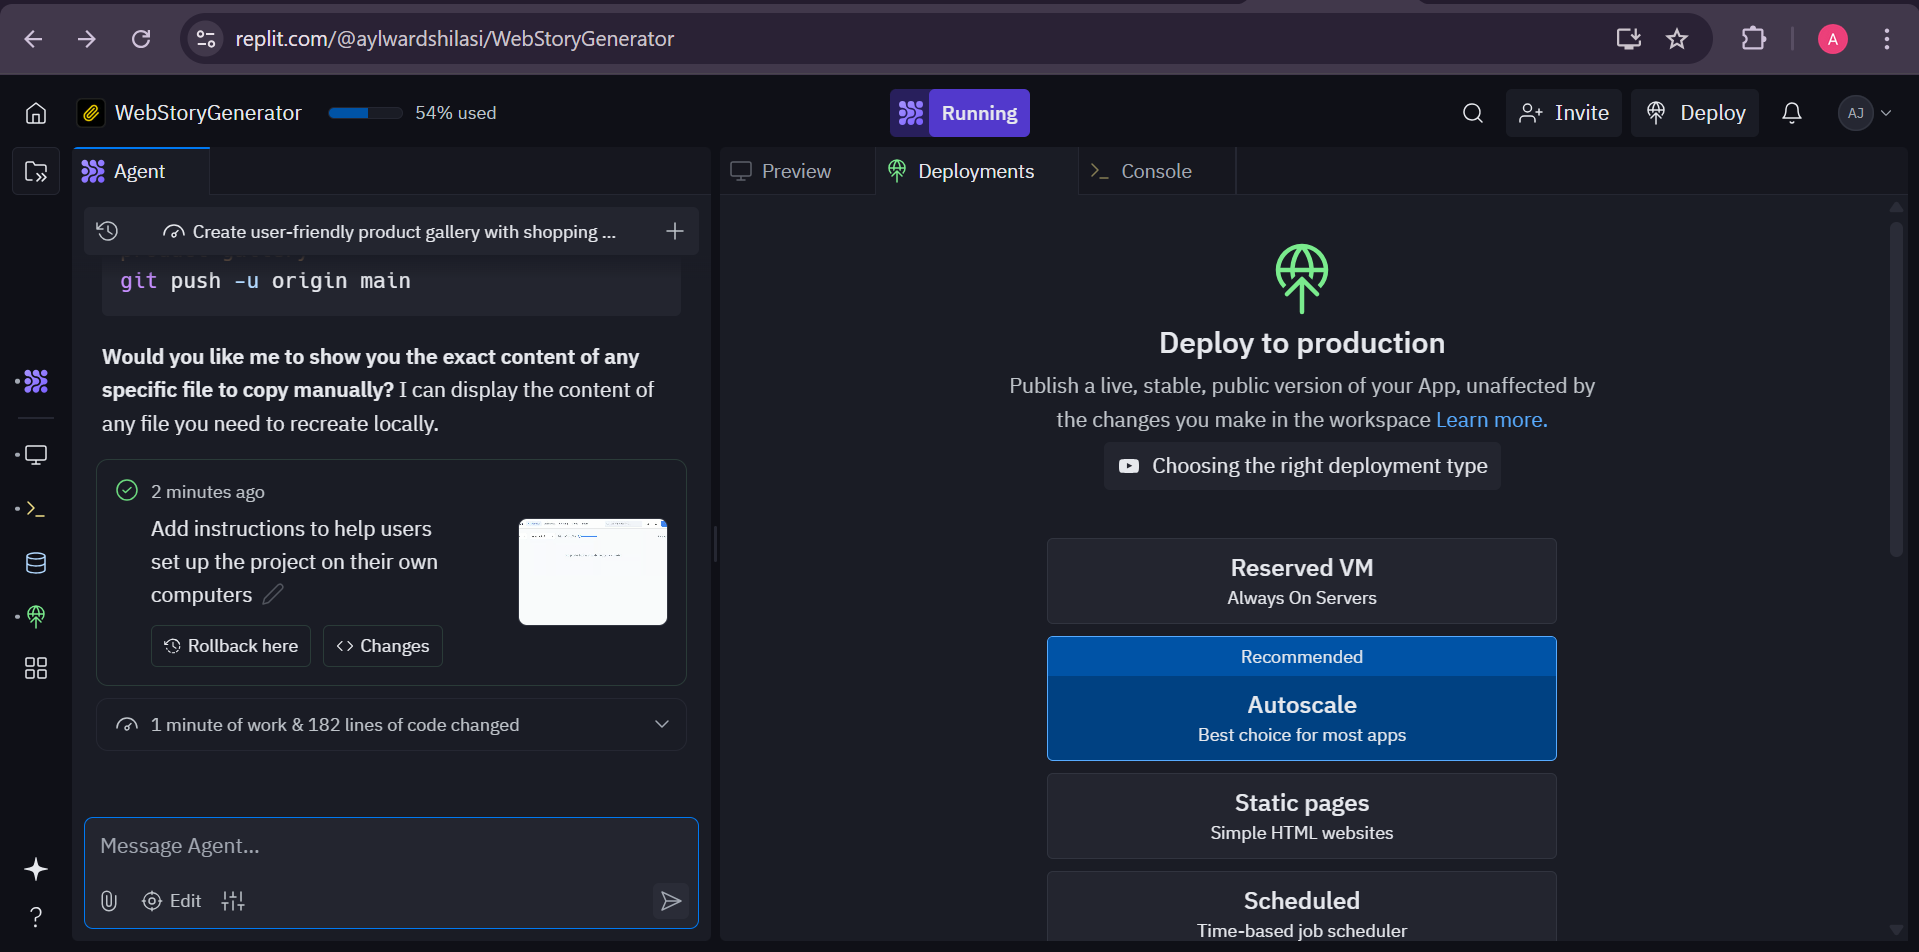 replit.com/@aylwardshilasi/WebStoryGenerator
A
WebStoryGenerator
54% used
Running
Invite
Deploy
AJ
Agent
Preview
Deployments
Console
Create user-friendly product gallery with shopping ...
git push -u origin main
Would you like me to show you the exact content of any
specific file to copy manually? I can display the content of
any file you need to recreate locally.
2 minutes ago
Add instructions to help users
set up the project on their own
computers
Rollback here
Changes
1 minute of work & 182 lines of code changed
Message Agent...
Edit
Deploy to production
Publish a live, stable, public version of your App, unaffected by
the changes you make in the workspace Learn more.
Choosing the right deployment type
Reserved VM
Always On Servers
Recommended
Autoscale
Best choice for most apps
Static pages
Simple HTML websites
Scheduled
Time-based job scheduler